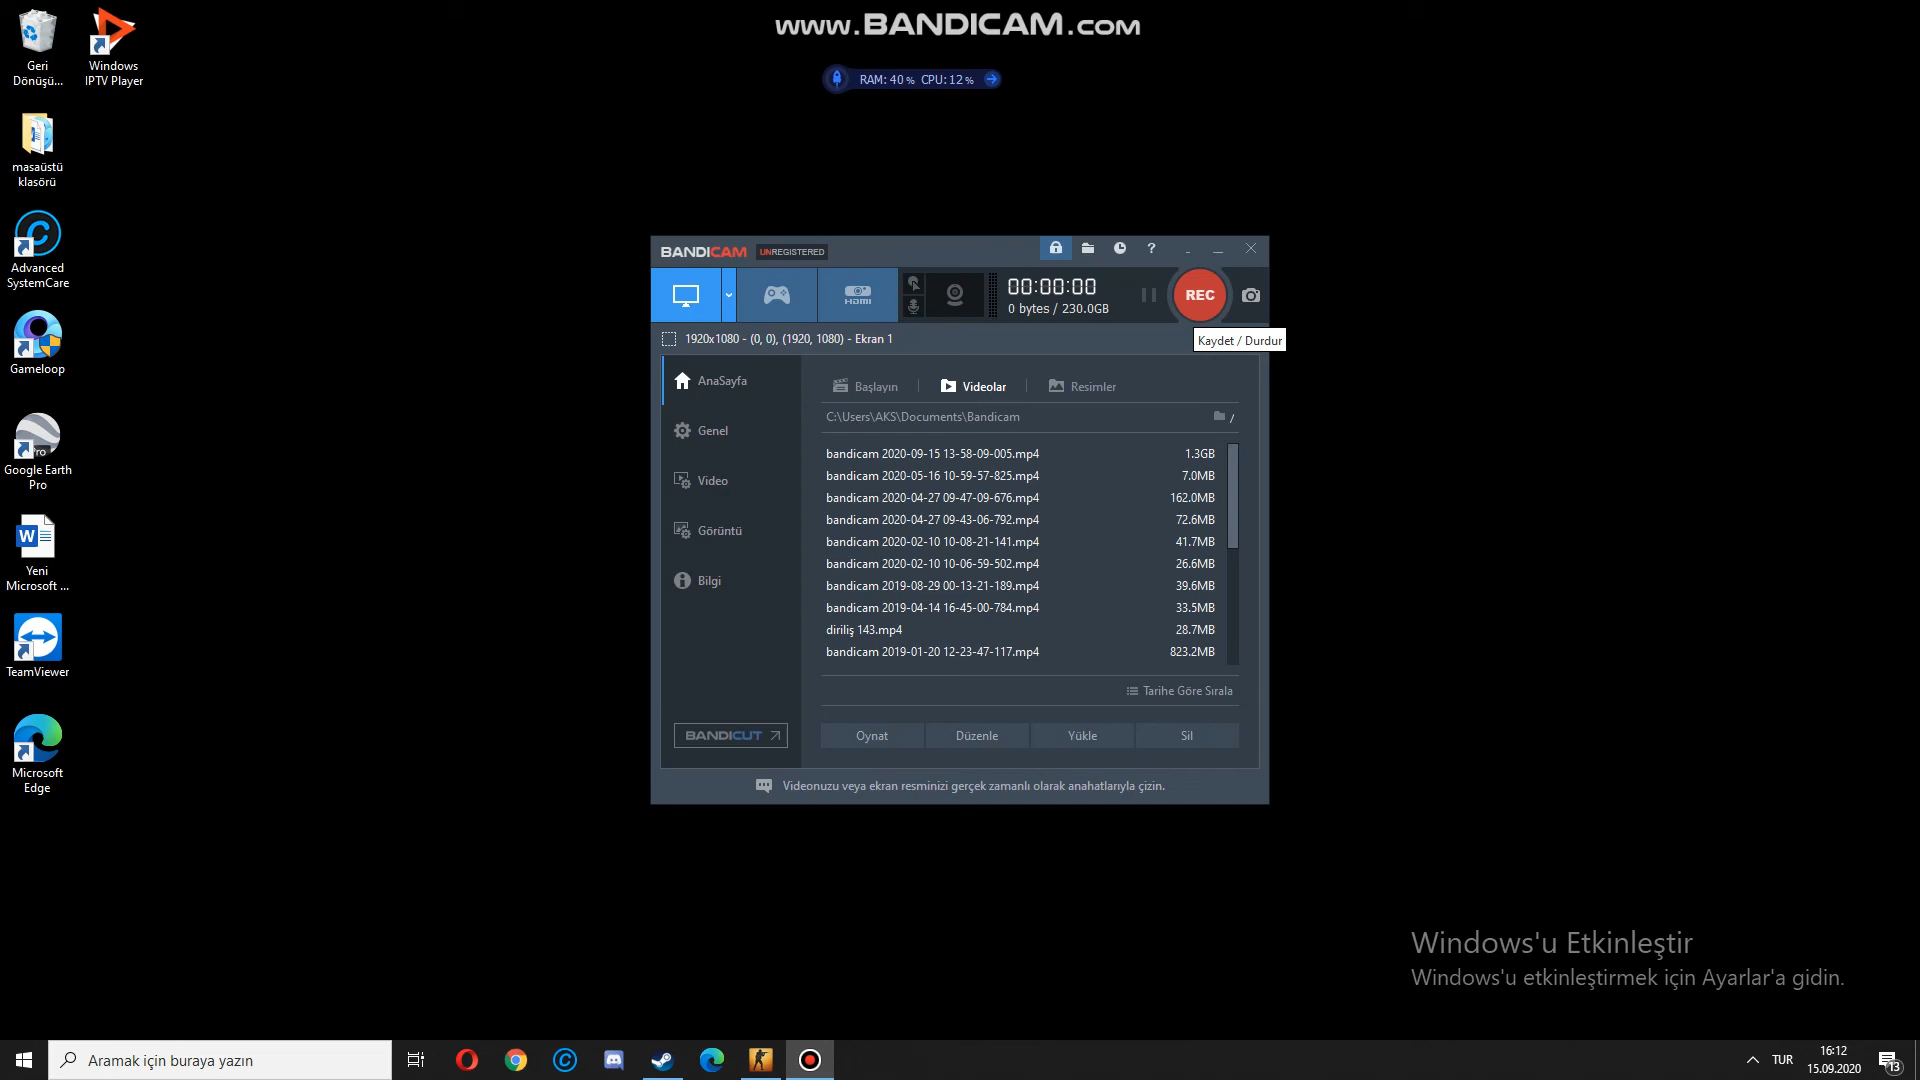 www.BANDICAM.com
RAM: 40 % CPU: 12 %
Geri
Dönüşü...
Windows
IPTV Player
masaüstü
klasörü
Advanced
SystemCare
Gameloop
Google Earth
Pro
Yeni
Microsoft ...
TeamViewer
Microsoft
Edge
BANDICAM UNREGISTERED
?
HDMI
00:00:00
0 bytes / 230.0GB
REC
1920x1080 - (0, 0), (1920, 1080) - Ekran 1
Kaydet / Durdur
AnaSayfa
Genel
Video
Görüntü
Bilgi
BANDICUT
Başlayın
Videolar
Resimler
C:\Users\AKS\Documents\Bandicam
bandicam 2020-09-15 13-58-09-005.mp4 1.3GB
bandicam 2020-05-16 10-59-57-825.mp4 7.0MB
bandicam 2020-04-27 09-47-09-676.mp4 162.0MB
bandicam 2020-04-27 09-43-06-792.mp4 72.6MB
bandicam 2020-02-10 10-08-21-141.mp4 41.7MB
bandicam 2020-02-10 10-06-59-502.mp4 26.6MB
bandicam 2019-08-29 00-13-21-189.mp4 39.6MB
bandicam 2019-04-14 16-45-00-784.mp4 33.5MB
diriliş 143.mp4 28.7MB
bandicam 2019-01-20 12-23-47-117.mp4 823.2MB
Tarihe Göre Sırala
Oynat Düzenle Yükle Sil
Videonuzu veya ekran resminizi gerçek zamanlı olarak anahatlarıyla çizin.
Windows'u Etkinleştir
Windows'u etkinleştirmek için Ayarlar'a gidin.
Aramak için buraya yazın
TUR
16:12
15.09.2020
13